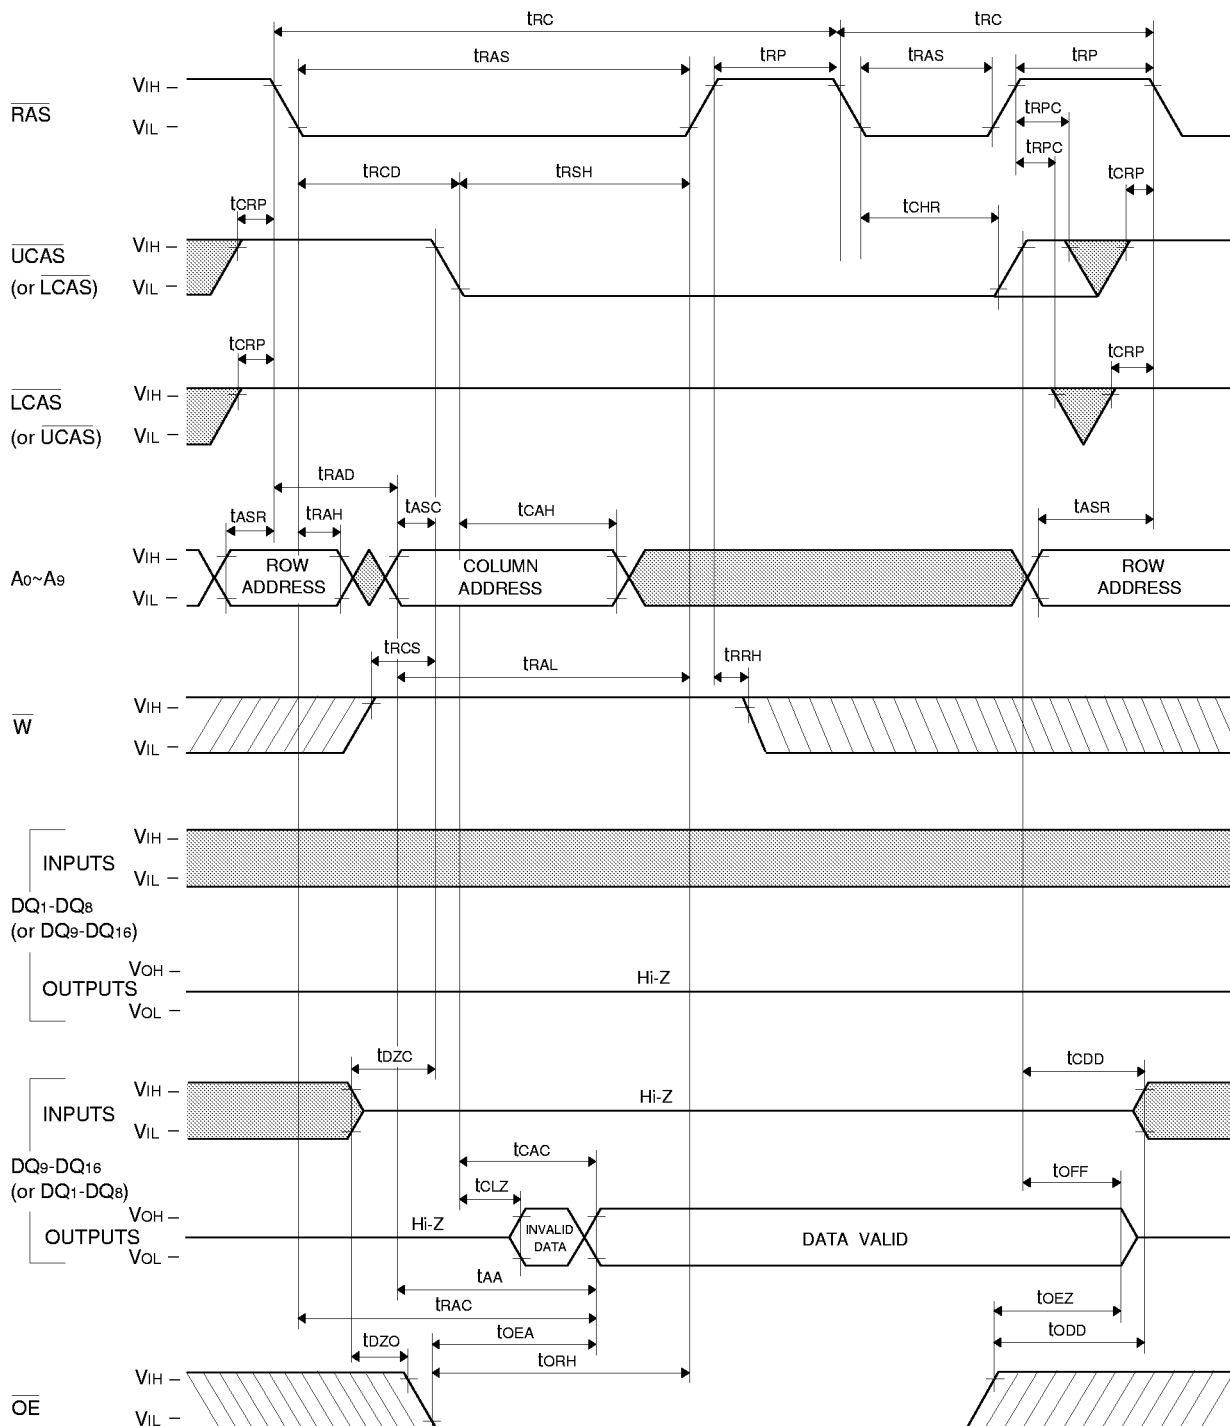 tRC tRC
tRAS tRP tRAS tRP
RAS VIH –
VIL –
tRPC
tRPC
tRCD tRSH tCRP
tCRP tCHR
UCAS VIH –
(or LCAS) VIL –
tCRP tCRP
LCAS VIH –
(or UCAS) VIL –
tRAD
tASR tRAH tASC tCAH tASR
A0~A9 VIH –
VIL –
ROW ADDRESS
COLUMN ADDRESS
ROW ADDRESS
tRCS tRAL tRRH
W VIH –
VIL –
INPUTS VIH –
VIL –
DQ1-DQ8
(or DQ9-DQ16)
OUTPUTS VOH –
VOL –
Hi-Z
tDZC tCDD
INPUTS VIH –
VIL –
Hi-Z
DQ9-DQ16
(or DQ1-DQ8)
tCAC
tCLZ tOFF
OUTPUTS VOH –
VOL –
Hi-Z
INVALID DATA
DATA VALID
tAA
tRAC tOEZ
tDZO tOEA tODD
tORH
OE VIH –
VIL –